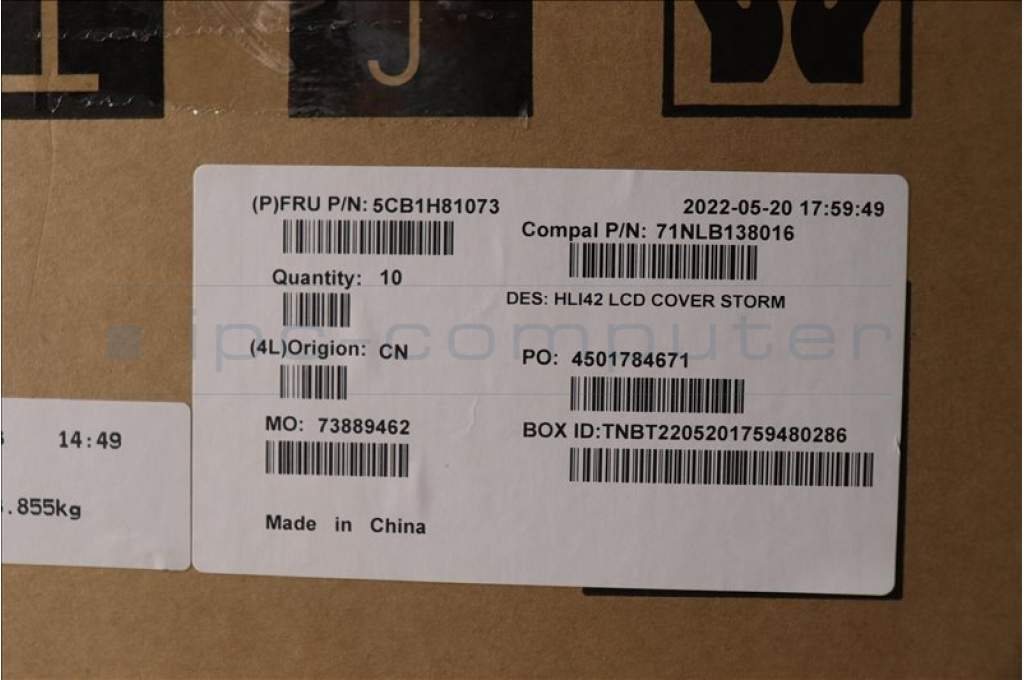 (P)FRU P/N: 5CB1H81073
2022-05-20 17:59:49
Compal P/N: 71NLB138016
Quantity: 10
DES: HLI42 LCD COVER STORM
ipc-computer
(4L)Origion: CN
PO: 4501784671
MO: 73889462
BOX ID:TNBT2205201759480286
Made in China
14:49
.855kg